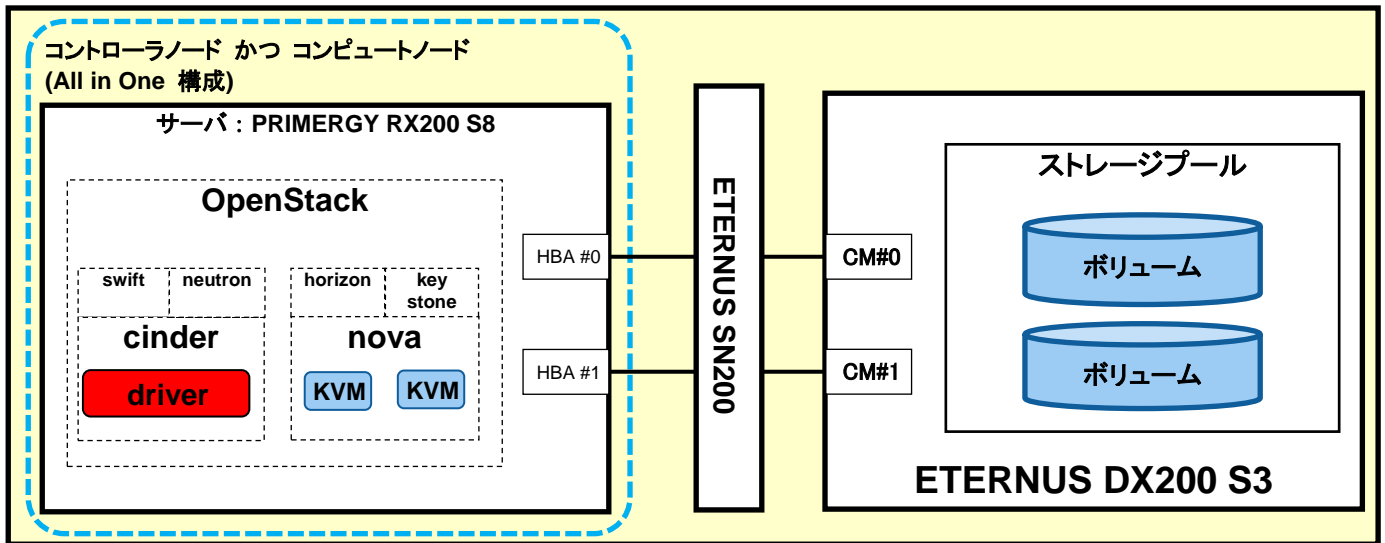 コントローラノード かつ コンピュートノード
(All in One 構成)
サーバ：PRIMERGY RX200 S8
OpenStack
swift
neutron
horizon
key
stone
cinder
nova
driver
KVM
KVM
HBA #0
HBA #1
ETERNUS SN200
CM#0
CM#1
ストレージプール
ボリューム
ボリューム
ETERNUS DX200 S3